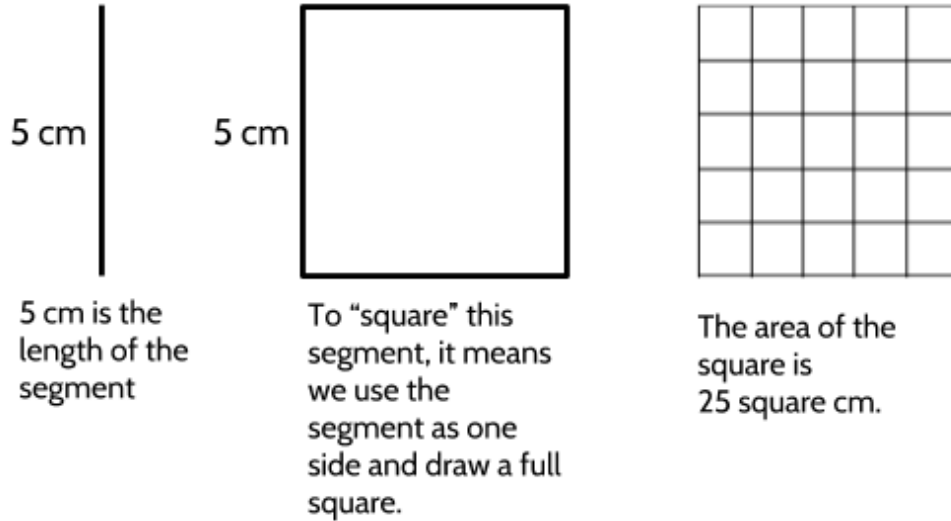 5 cm
5 cm
5 cm is the
length of the
segment
To “square” this
segment, it means
we use the
segment as one
side and draw a full
square.
The area of the
square is
25 square cm.